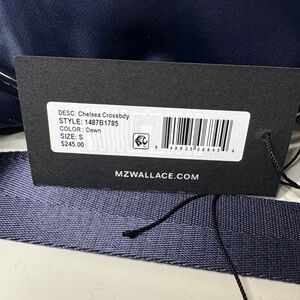 DESC: Chelsea Crossbdy
STYLE: 1487B1785
COLOR: Dawn
SIZE: S
$245.00
MZWALLACE.COM